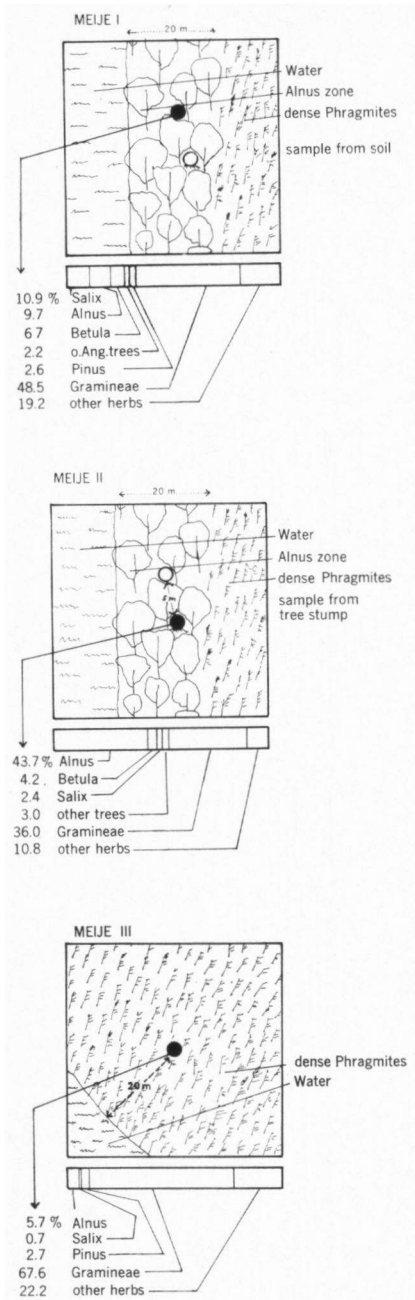 MEIJE I
20 m
Water
Alnus zone
dense Phragmites
sample from soil
10.9 % Salix
9.7 Alnus
6.7 Betula
2.2 o.Ang.trees
2.6 Pinus
48.5 Gramineae
19.2 other herbs
MEIJE II
20 m
Water
Alnus zone
dense Phragmites
5 m
sample from
tree stump
43.7 % Alnus
4.2 Betula
2.4 Salix
3.0 other trees
36.0 Gramineae
10.8 other herbs
MEIJE III
dense Phragmites
Water
20 m
5.7 % Alnus
0.7 Salix
2.7 Pinus
67.6 Gramineae
22.2 other herbs